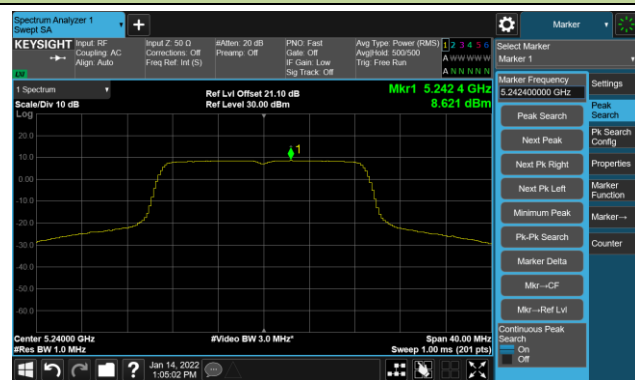 Spectrum Analyzer 1
Swept SA
Marker
KEYSIGHT
Input: RF
Coupling: AC
Align: Auto
Input Z: 50 Ω
Corrections: Off
Freq Ref: Int (S)
#Atten: 20 dB
Preamp: Off
PNO: Fast
Gate: Off
IF Gain: Low
Sig Track: Off
Avg Type: Power (RMS)
Avg|Hold: 500/500
Trig: Free Run
1 2 3 4 5 6
A W W W W W
A N N N N N
Select Marker
Marker 1
1 Spectrum
Scale/Div 10 dB
Log
Ref Lvl Offset 21.10 dB
Ref Level 30.00 dBm
Mkr1 5.242 4 GHz
8.621 dBm
20.0
10.0
0.00
-10.0
-20.0
-30.0
-40.0
-50.0
-60.0
1
Center 5.24000 GHz
#Res BW 1.0 MHz
#Video BW 3.0 MHz*
Span 40.00 MHz
Sweep 1.00 ms (201 pts)
Marker Frequency
5.242400000 GHz
Peak Search
Next Peak
Next Pk Right
Next Pk Left
Minimum Peak
Pk-Pk Search
Marker Delta
Mkr→CF
Mkr→Ref Lvl
Continuous Peak
Search
On
Off
Settings
Peak
Search
Pk Search
Config
Properties
Marker
Function
Marker→
Counter
Jan 14, 2022
1:05:02 PM